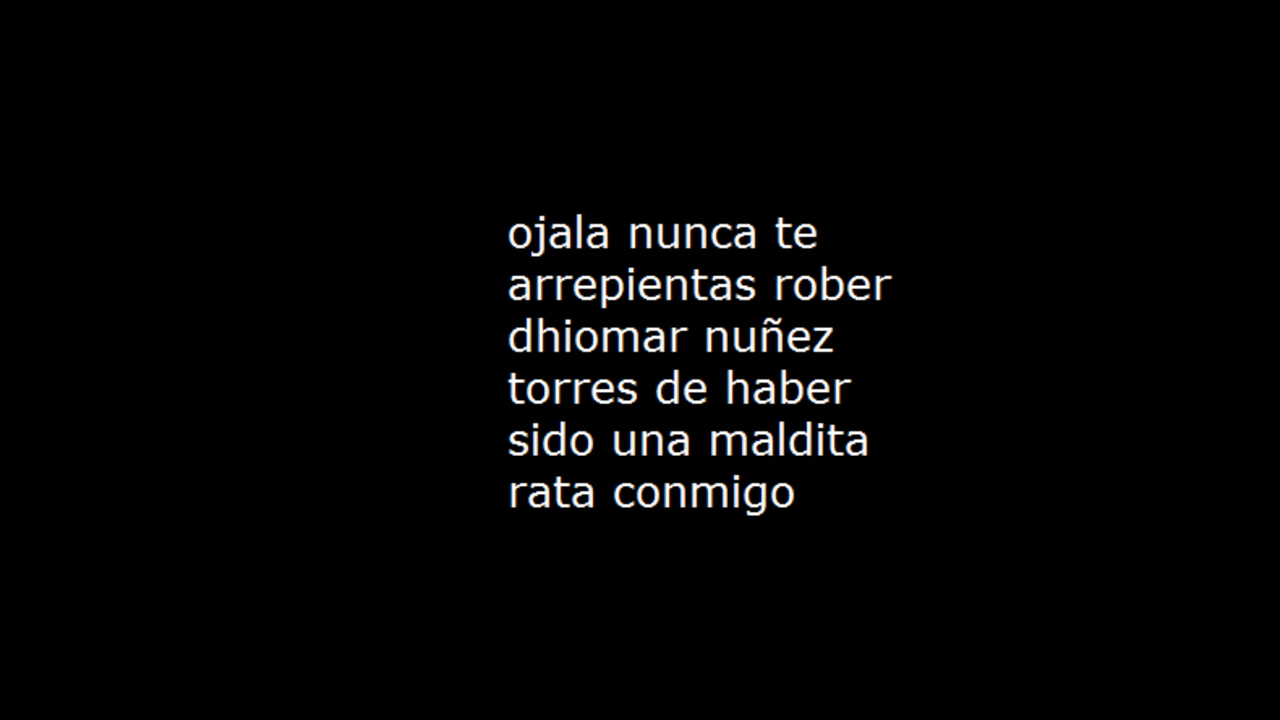 ojala nunca te
arrepientas rober
dhiomar nuñez
torres de haber
sido una maldita
rata conmigo